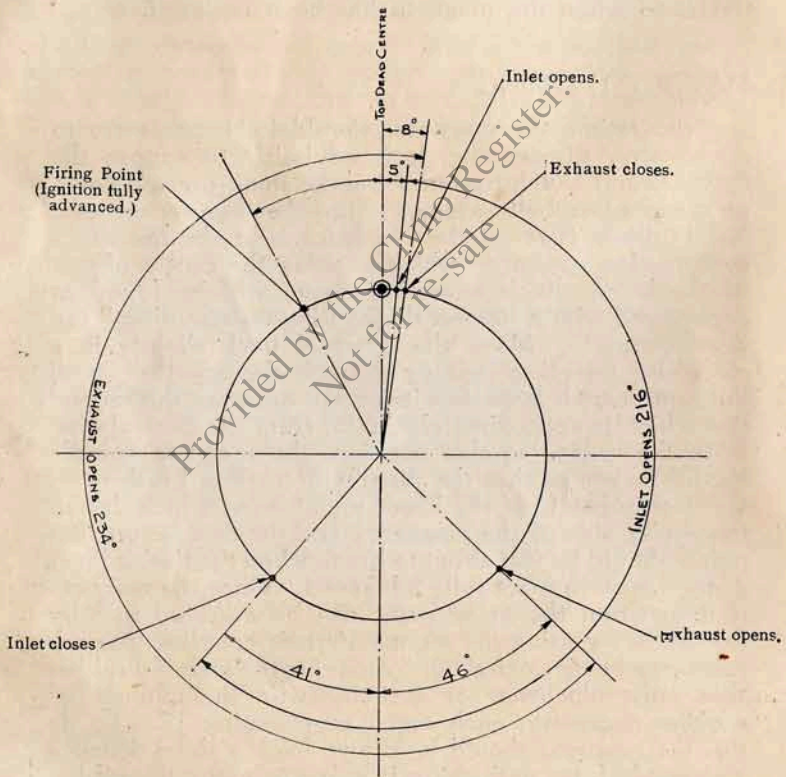 TOP DEAD CENTRE
Inlet opens.
8°
5°
Exhaust closes.
Firing Point
(Ignition fully
advanced.)
Provided by the Clyno Register.
Not for re-sale
EXHAUST OPENS 234°
INLET OPENS 216°
Inlet closes
Exhaust opens.
41°
46°